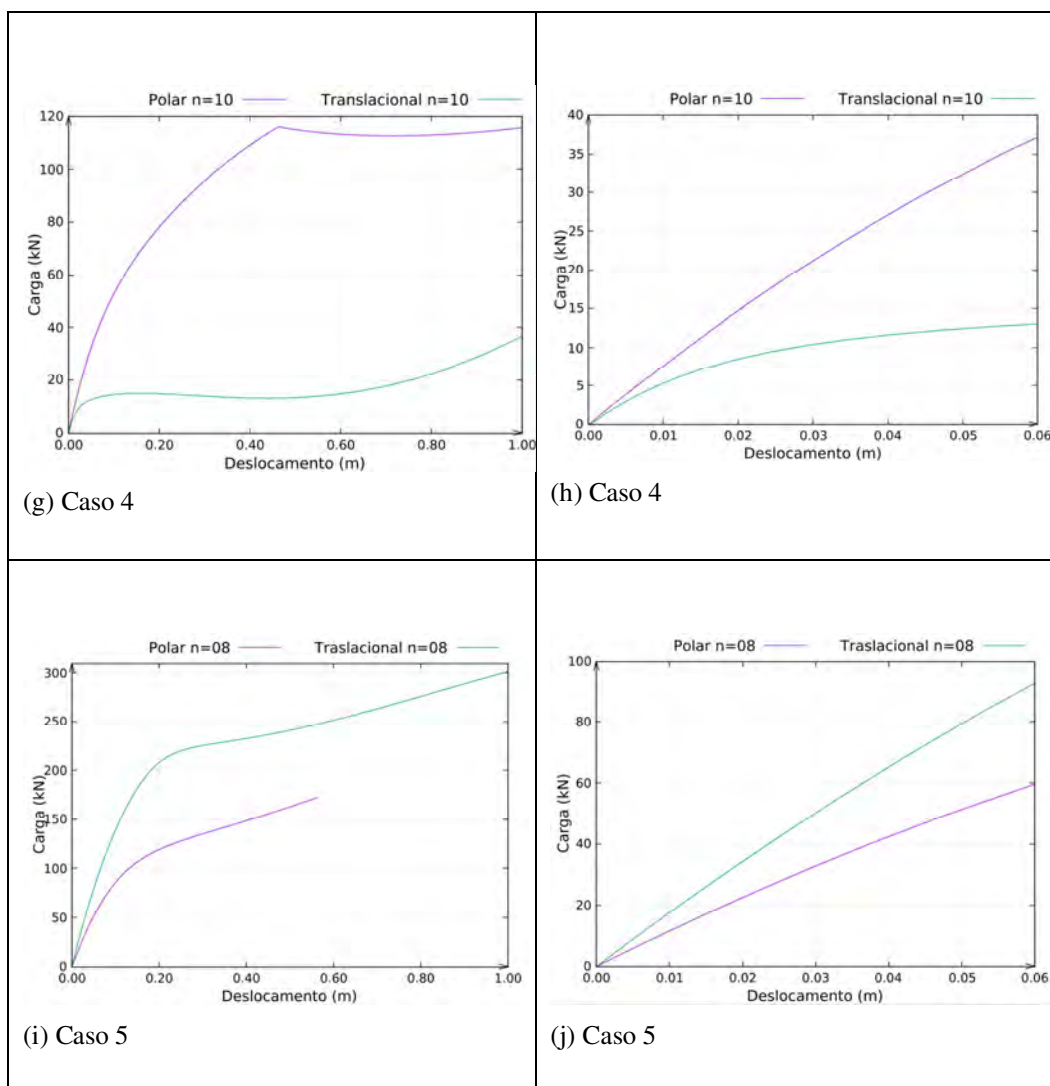 Polar n=10 Translacional n=10
120
100
80
60
40
20
0
Carga (kN)
0.00 0.20 0.40 0.60 0.80 1.00
Deslocamento (m)
(g) Caso 4
Polar n=10 Translacional n=10
40
35
30
25
20
15
10
5
0
Carga (kN)
0.00 0.01 0.02 0.03 0.04 0.05 0.06
Deslocamento (m)
(h) Caso 4
Polar n=08 Traslacional n=08
300
250
200
150
100
50
0
Carga (kN)
0.00 0.20 0.40 0.60 0.80 1.00
Deslocamento (m)
(i) Caso 5
Polar n=08 Traslacional n=08
100
80
60
40
20
0
Carga (kN)
0.00 0.01 0.02 0.03 0.04 0.05 0.06
Deslocamento (m)
(j) Caso 5